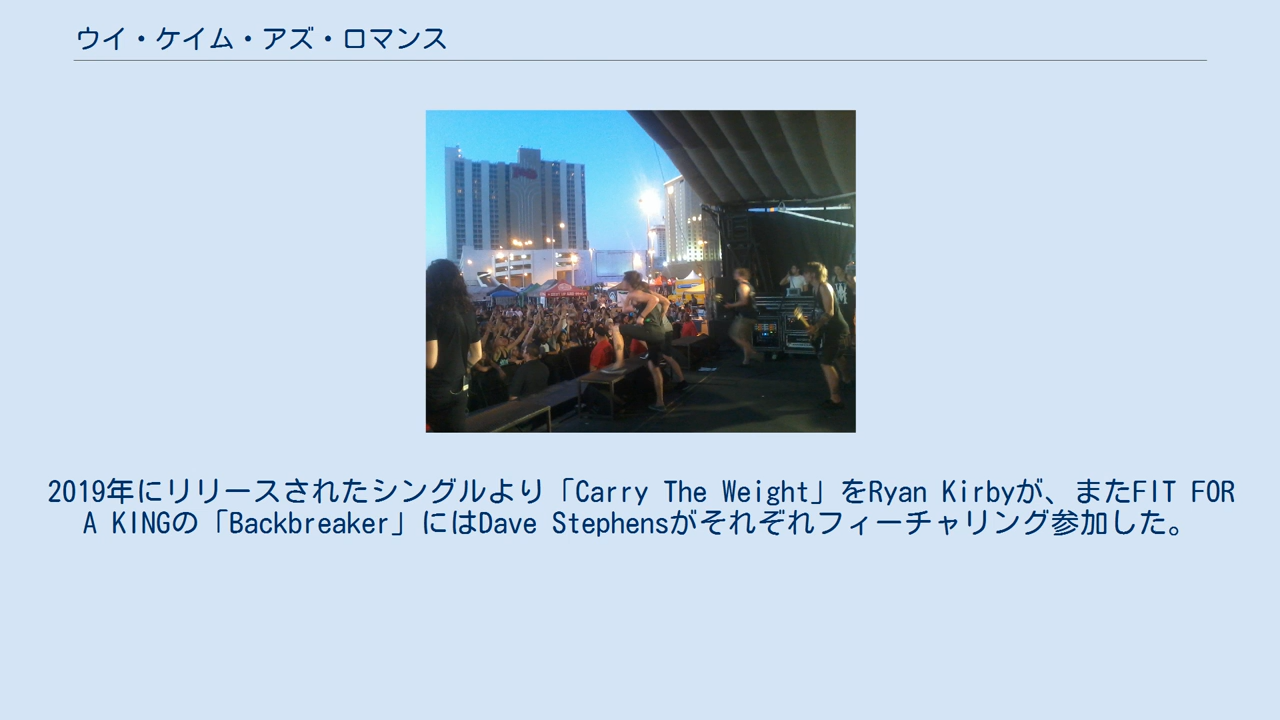 ウイ・ケイム・アズ・ロマンス
2019年にリリースされたシングルより「Carry The Weight」をRyan Kirbyが、またFIT FOR
A KINGの「Backbreaker」にはDave Stephensがそれぞれフィーチャリング参加した。